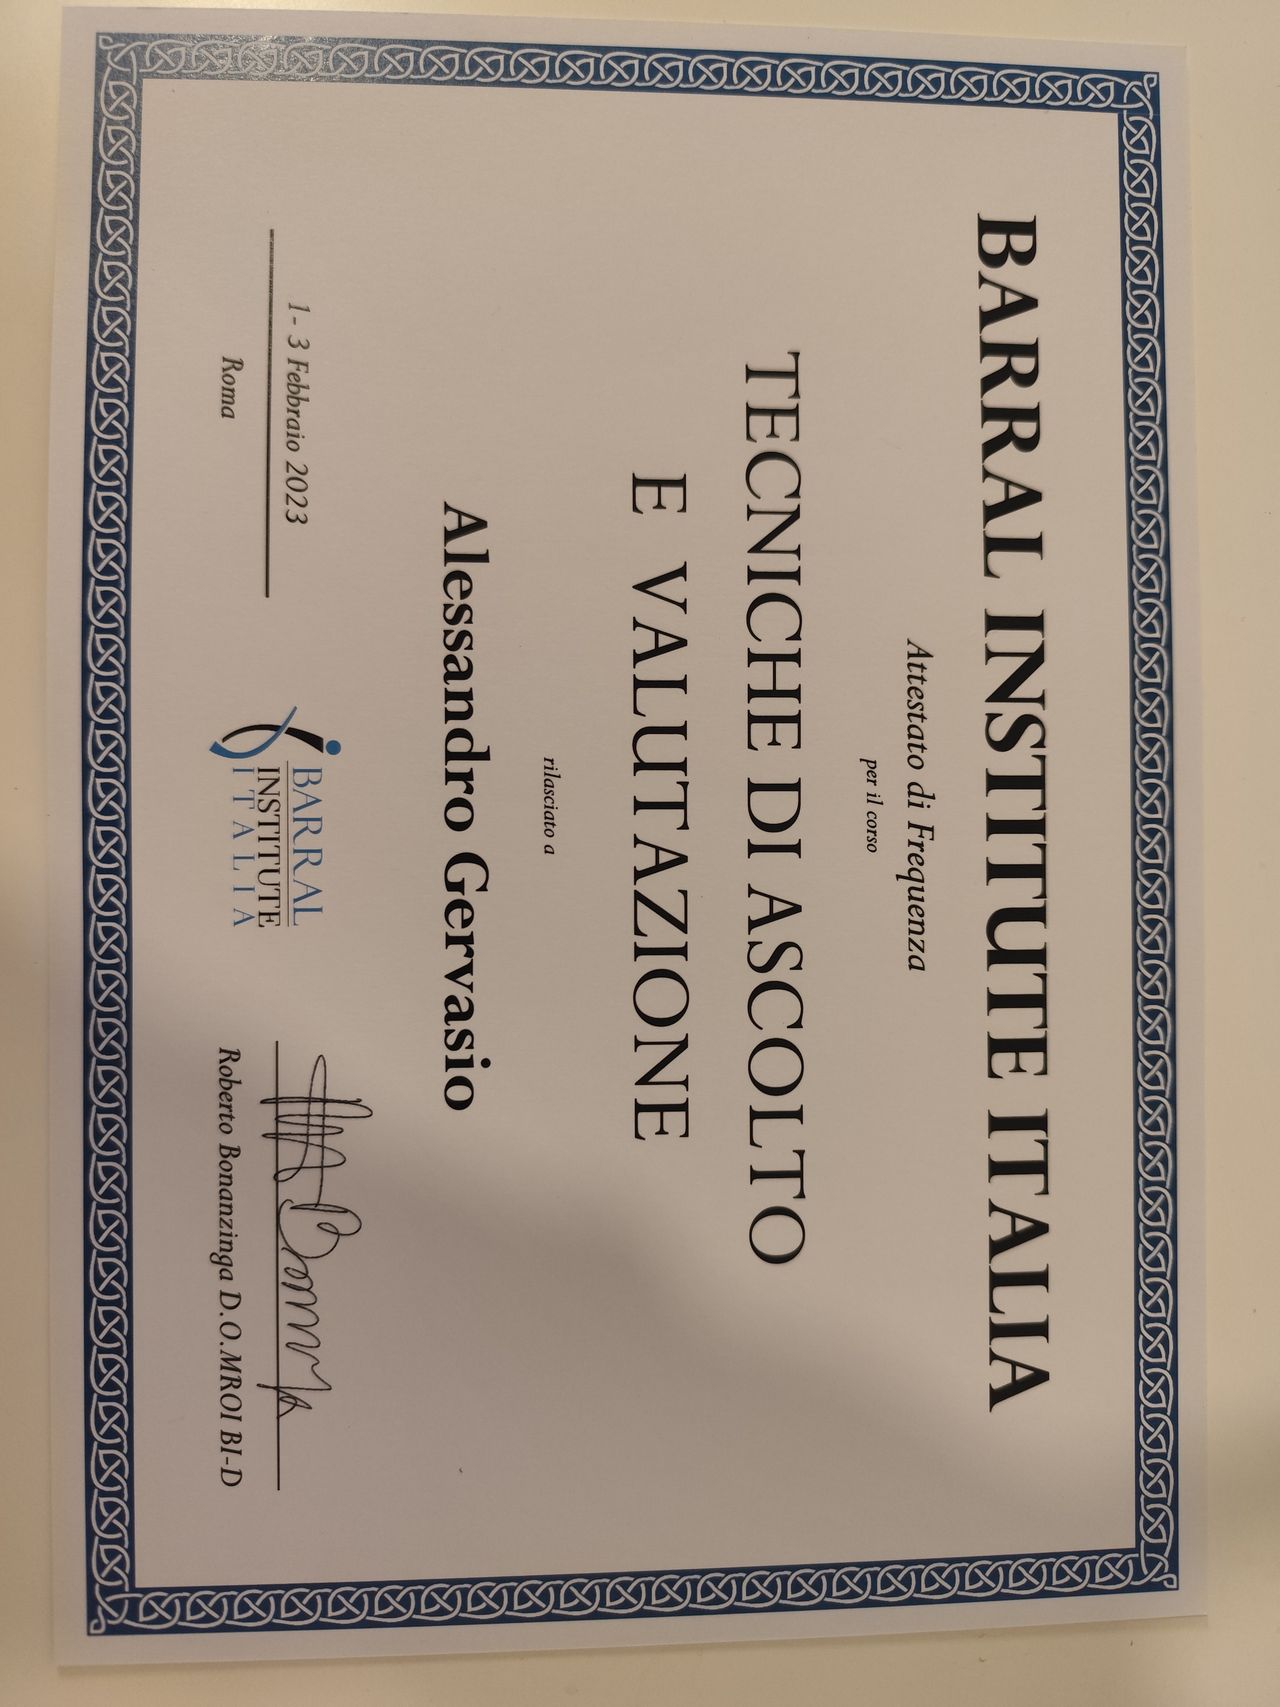 BARRAL INSTITUTE ITALIA
Attestato di Frequenza
per il corso
TECNICHE DI ASCOLTO
E VALUTAZIONE
rilasciato a
Alessandro Gervasio
1- 3 Febbraio 2023
Roma
BARRAL
INSTITUTE
ITALIA
Roberto Bonanzinga D.O.MROI BI-D